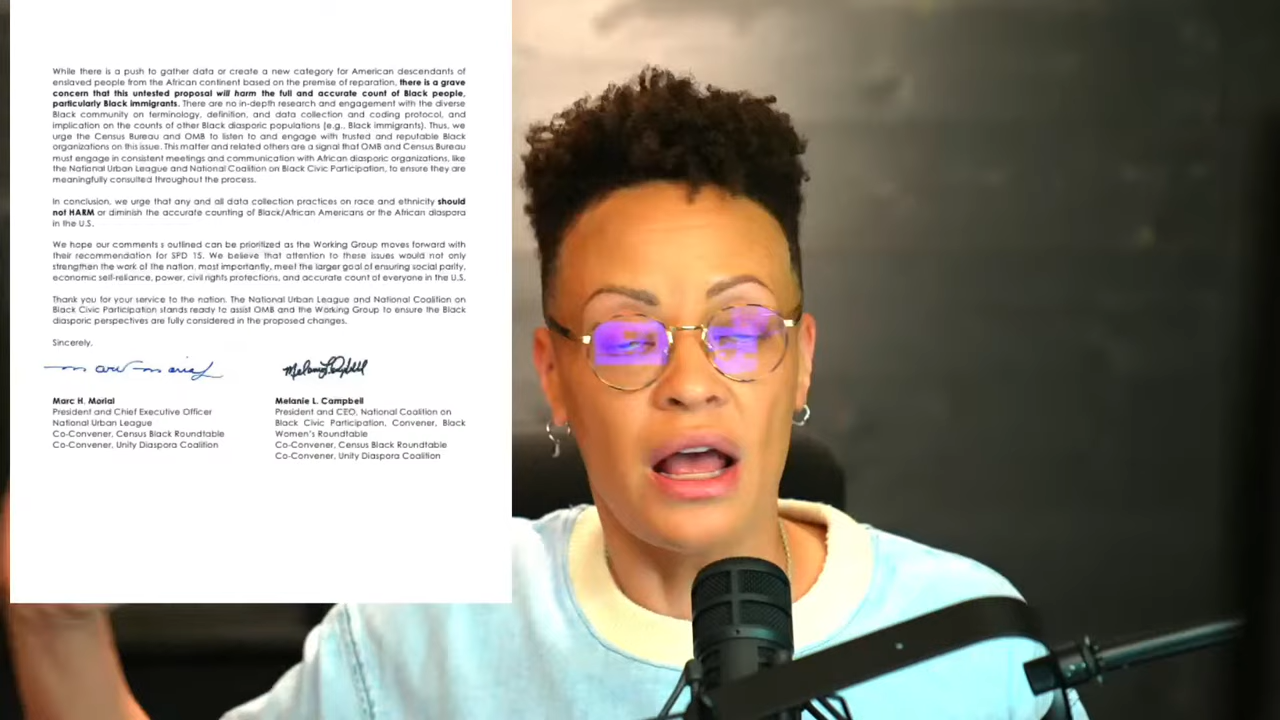 While there is a push to gather data or create a new category for American descendants of
enslaved people from the African continent based on the premise of reparation, there is a grave
concern that this untested proposal will harm the full and accurate count of Black people,
particularly Black immigrants. There are no in-depth research and engagement with the diverse
Black community on terminology, definition, and data collection and coding protocol, and
implication on the counts of other Black diasporic populations (e.g., Black immigrants). Thus, we
urge the Census Bureau and OMB to listen to and engage with trusted and reputable Black
organizations on this issue. This matter and related others are a signal that OMB and Census Bureau
must engage in consistent meetings and communication with African diasporic organizations, like
the National Urban League and National Coalition on Black Civic Participation, to ensure they are
meaningfully consulted throughout the process.
In conclusion, we urge that any and all data collection practices on race and ethnicity should
not HARM or diminish the accurate counting of Black/African Americans or the African diaspora
in the U.S.
We hope our comments s outlined can be prioritized as the Working Group moves forward with
their recommendation for SPD 15. We believe that attention to these issues would not only
strengthen the work of the nation, most importantly, meet the larger goal of ensuring social parity,
economic self-reliance, power, civil rights protections, and accurate count of everyone in the U.S.
Thank you for your service to the nation. The National Urban League and National Coalition on
Black Civic Participation stands ready to assist OMB and the Working Group to ensure the Black
diasporic perspectives are fully considered in the proposed changes.
Sincerely,
Marc H. Morial
President and Chief Executive Officer
National Urban League
Co-Convener, Census Black Roundtable
Co-Convener, Unity Diaspora Coalition
Melanie L. Campbell
President and CEO, National Coalition on
Black Civic Participation, Convener, Black
Women's Roundtable
Co-Convener, Census Black Roundtable
Co-Convener, Unity Diaspora Coalition